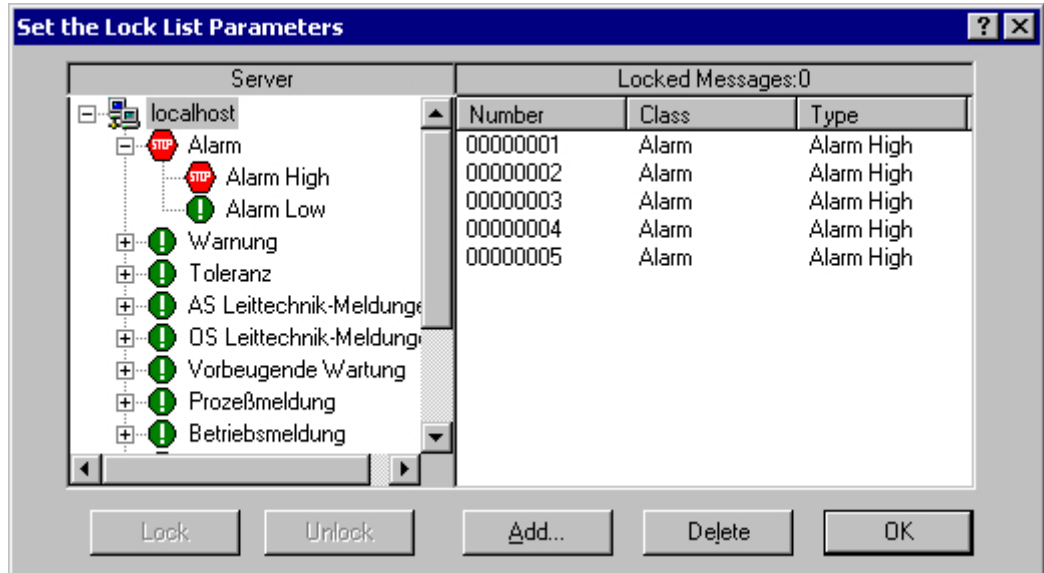 Set the Lock List Parameters
Server
Locked Messages:0
localhost
STOP Alarm
STOP Alarm High
Alarm Low
Warnung
Toleranz
AS Leittechnik-Meldunge
OS Leittechnik-Meldung
Vorbeugende Wartung
Prozeßmeldung
Betriebsmeldung
Number Class Type
00000001 Alarm Alarm High
00000002 Alarm Alarm High
00000003 Alarm Alarm High
00000004 Alarm Alarm High
00000005 Alarm Alarm High
Lock Unlock Add... Delete OK